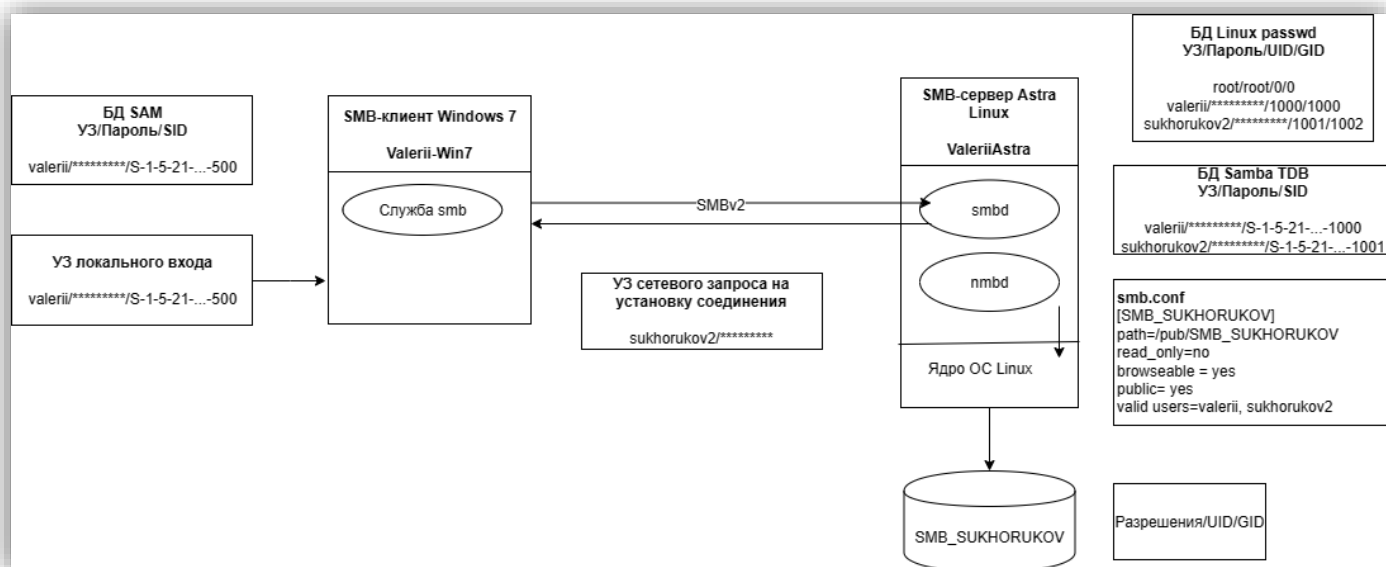 БД SAM
УЗ/Пароль/SID
valerii/*********/S-1-5-21-...-500
УЗ локального входа
valerii/*********/S-1-5-21-...-500
SMB-клиент Windows 7
Valerii-Win7
Служба smb
SMBv2
УЗ сетевого запроса на
установку соединения
sukhorukov2/*********
SMB-сервер Astra
Linux
ValeriiAstra
smbd
nmbd
Ядро ОС Linux
SMB_SUKHORUKOV
БД Linux passwd
УЗ/Пароль/UID/GID
root/root/0/0
valerii/*********/1000/1000
sukhorukov2/*********/1001/1002
БД Samba TDB
УЗ/Пароль/SID
valerii/*********/S-1-5-21-...-1000
sukhorukov2/*********/S-1-5-21-...-1001
smb.conf
[SMB_SUKHORUKOV]
path=/pub/SMB_SUKHORUKOV
read_only=no
browseable = yes
public= yes
valid users=valerii, sukhorukov2
Разрешения/UID/GID